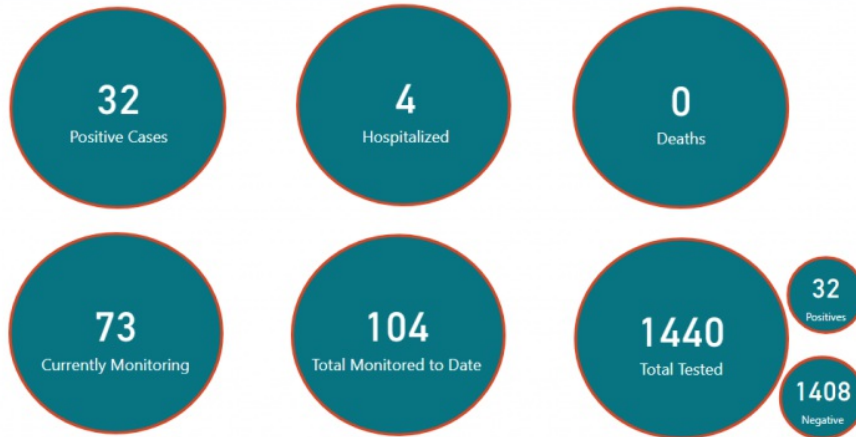 32
Positive Cases
4
Hospitalized
0
Deaths
73
Currently Monitoring
104
Total Monitored to Date
1440
Total Tested
32
Positives
1408
Negative